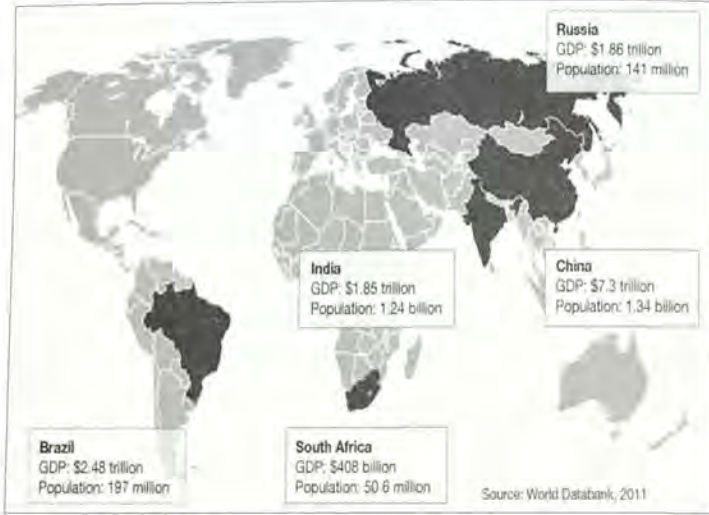 Russia
GDP: $1.86 trillion
Population: 141 million
India
GDP: $1.85 trillion
Population: 1.24 billion
China
GDP: $7.3 trillion
Population: 1.34 billion
Brazil
GDP: $2.48 trillion
Population: 197 million
South Africa
GDP: $408 billion
Population: 50.6 million
Source: World Databank, 2011